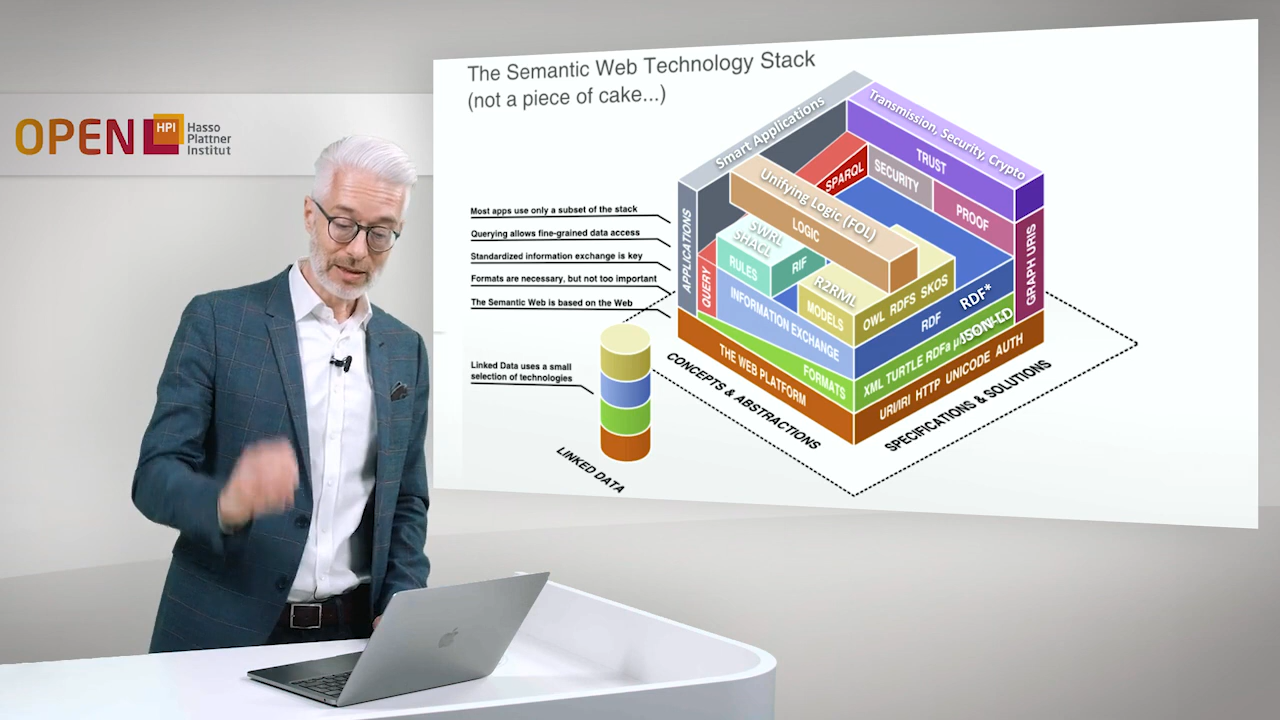 OPEN
HPI
Hasso
Plattner
Institut
The Semantic Web Technology Stack
(not a piece of cake...)
Most apps use only a subset of the stack
Querying allows fine-grained data access
Standardized information exchange is key
Formats are necessary, but not too important
The Semantic Web is based on the Web
Linked Data uses a small
selection of technologies
LINKED DATA
Smart Applications
Transmission, Security, Crypto
TRUST
SPARQL
SECURITY
PROOF
Unifying Logic (FOL)
LOGIC
APPLICATIONS
QUERY
SWRL
SHACL
RULES
RIF
R2RML
MODELS
OWL RDFS SKOS
GRAPH URIS
INFORMATION EXCHANGE
RDF
RDF*
FORMATS
XML TURTLE RDFa
JSON-LD
THE WEB PLATFORM
URI/IRI HTTP UNICODE AUTH
CONCEPTS & ABSTRACTIONS
SPECIFICATIONS & SOLUTIONS